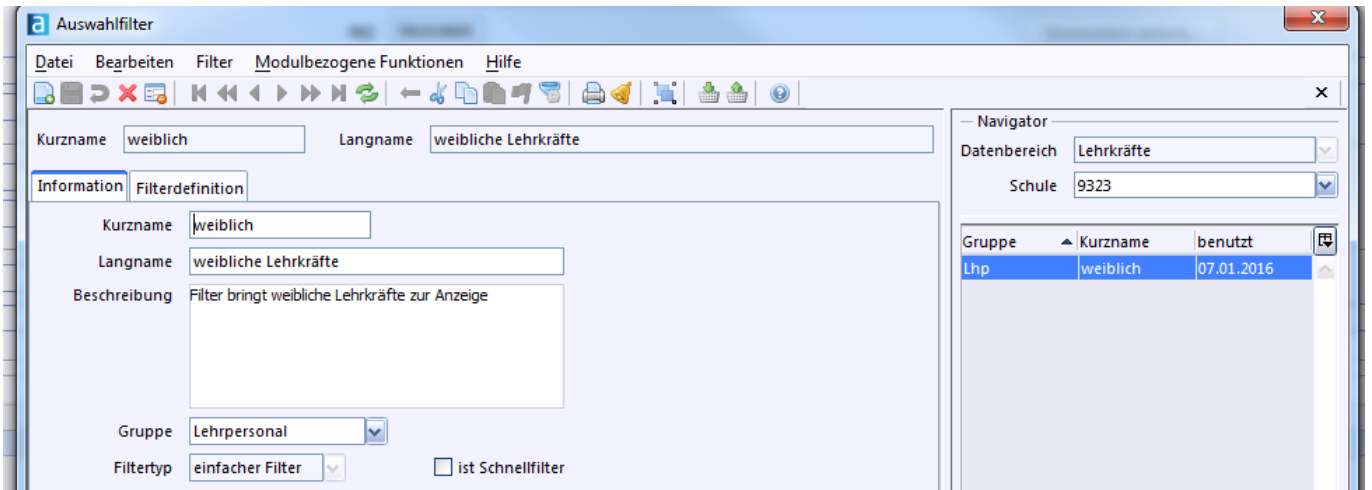 Auswahlfilter
Datei Bearbeiten Filter Modulbezogene Funktionen Hilfe
Kurzname weiblich Langname weibliche Lehrkräfte
Information Filterdefinition
Kurzname weiblich
Langname weibliche Lehrkräfte
Beschreibung Filter bringt weibliche Lehrkräfte zur Anzeige
Gruppe Lehrpersonal
Filtertyp einfacher Filter ist Schnellfilter
Navigator
Datenbereich Lehrkräfte
Schule 9323
Gruppe Kurzname benutzt
Lhp weiblich 07.01.2016